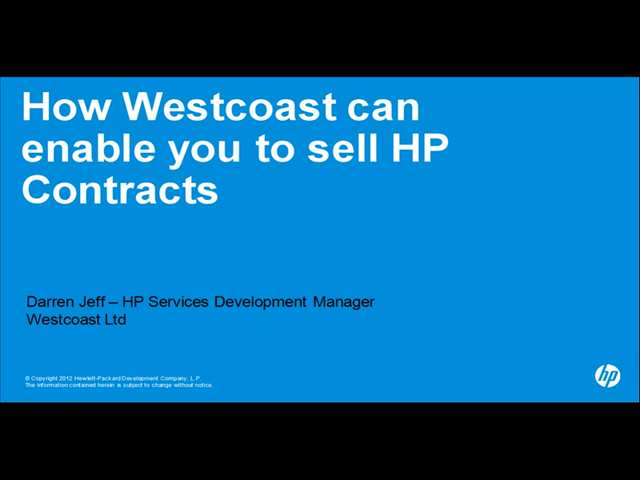 How Westcoast can
enable you to sell HP
Contracts
Darren Jeff – HP Services Development Manager
Westcoast Ltd
© Copyright 2012 Hewlett-Packard Development Company, L.P.
The information contained herein is subject to change without notice.
hp